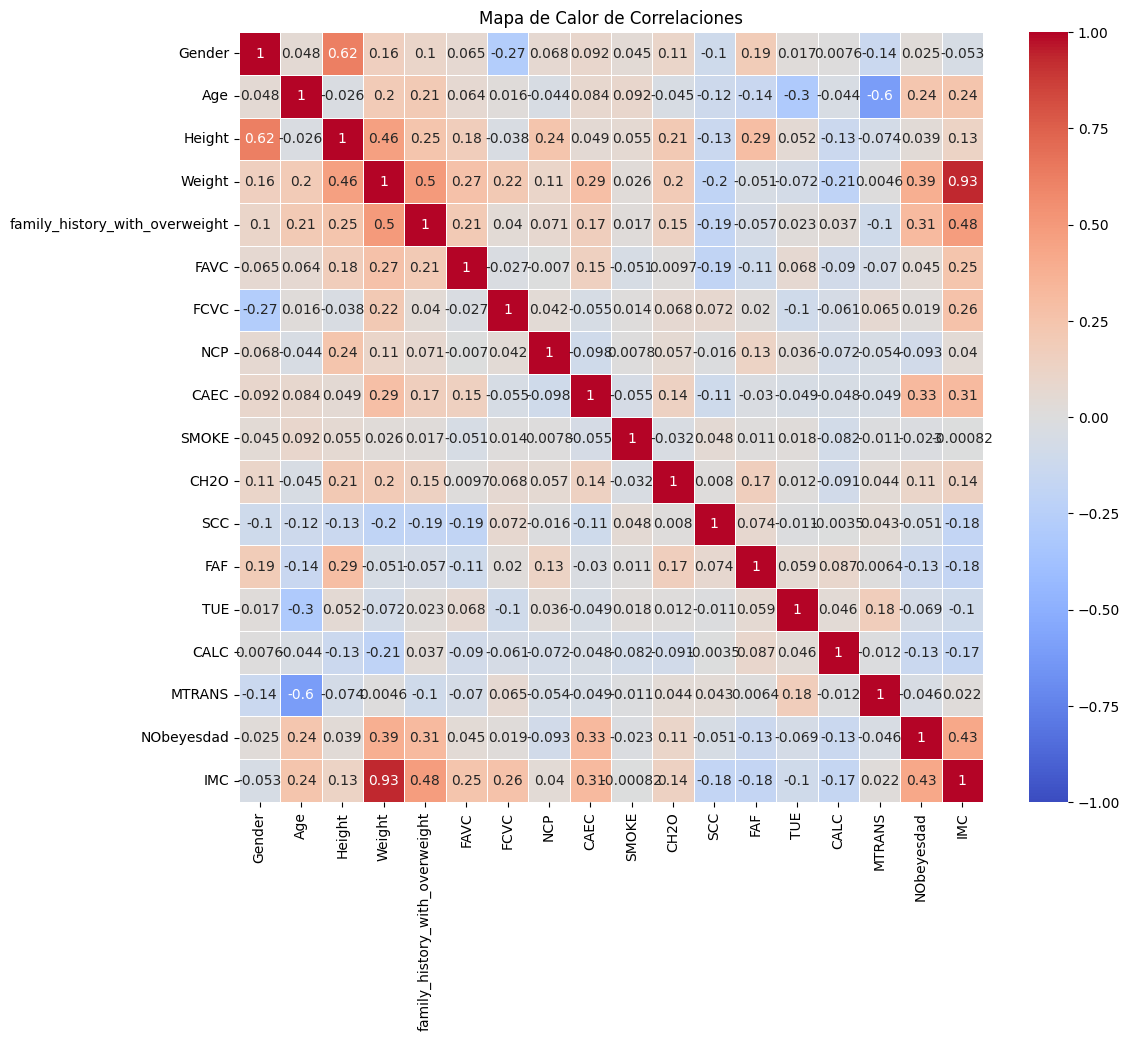 Mapa de Calor de Correlaciones
Gender 1 0.048 0.62 0.16 0.1 0.065 -0.27 0.068 0.092 0.045 0.11 -0.1 0.19 0.017 0.0076 -0.14 0.025 -0.053
Age 0.048 1 -0.026 0.2 0.21 0.064 0.016 -0.044 0.084 0.092 -0.045 -0.12 -0.14 -0.3 -0.044 -0.6 0.24 0.24
Height 0.62 -0.026 1 0.46 0.25 0.18 -0.038 0.24 0.049 0.055 0.21 -0.13 0.29 0.052 -0.13 -0.074 0.039 0.13
Weight 0.16 0.2 0.46 1 0.5 0.27 0.22 0.11 0.29 0.026 0.2 -0.2 -0.051 -0.072 -0.21 0.0046 0.39 0.93
family_history_with_overweight 0.1 0.21 0.25 0.5 1 0.21 0.04 0.071 0.17 0.017 0.15 -0.19 -0.057 0.023 0.037 -0.1 0.31 0.48
FAVC 0.065 0.064 0.18 0.27 0.21 1 -0.027 -0.007 0.15 -0.051 0.0097 -0.19 -0.11 0.068 -0.09 -0.07 0.045 0.25
FCVC -0.27 0.016 -0.038 0.22 0.04 -0.027 1 0.042 -0.055 0.014 0.068 0.072 0.02 -0.1 -0.061 0.065 0.019 0.26
NCP 0.068 -0.044 0.24 0.11 0.071 -0.007 0.042 1 -0.098 0.0078 0.057 -0.016 0.13 0.036 -0.072 -0.054 -0.093 0.04
CAEC 0.092 0.084 0.049 0.29 0.17 0.15 -0.055 -0.098 1 -0.055 0.14 -0.11 -0.03 -0.049 -0.048 -0.049 0.33 0.31
SMOKE 0.045 0.092 0.055 0.026 0.017 -0.051 0.014 0.0078 -0.055 1 -0.032 0.048 0.011 0.018 -0.082 -0.011 -0.023 -0.00082
CH2O 0.11 -0.045 0.21 0.2 0.15 0.0097 0.068 0.057 0.14 -0.032 1 0.008 0.17 0.012 -0.091 0.044 0.11 0.14
SCC -0.1 -0.12 -0.13 -0.2 -0.19 -0.19 0.072 -0.016 -0.11 0.048 0.008 1 0.074 -0.011 -0.0035 0.043 -0.051 -0.18
FAF 0.19 -0.14 0.29 -0.051 -0.057 -0.11 0.02 0.13 -0.03 0.011 0.17 0.074 1 0.059 0.087 0.0064 -0.13 -0.18
TUE 0.017 -0.3 0.052 -0.072 0.023 0.068 -0.1 0.036 -0.049 0.018 0.012 -0.011 0.059 1 0.046 0.18 -0.069 -0.1
CALC 0.0076 -0.044 -0.13 -0.21 0.037 -0.09 -0.061 -0.072 -0.048 -0.082 -0.091 -0.0035 0.087 0.046 1 -0.012 -0.13 -0.17
MTRANS -0.14 -0.6 -0.074 0.0046 -0.1 -0.07 0.065 -0.054 -0.049 -0.011 0.044 0.043 0.0064 0.18 -0.012 1 -0.046 0.022
NObeyesdad 0.025 0.24 0.039 0.39 0.31 0.045 0.019 -0.093 0.33 -0.023 0.11 -0.051 -0.13 -0.069 -0.13 -0.046 1 0.43
IMC -0.053 0.24 0.13 0.93 0.48 0.25 0.26 0.04 0.31 -0.00082 0.14 -0.18 -0.18 -0.1 -0.17 0.022 0.43 1
Gender
Age
Height
Weight
family_history_with_overweight
FAVC
FCVC
NCP
CAEC
SMOKE
CH2O
SCC
FAF
TUE
CALC
MTRANS
NObeyesdad
IMC
1.00
0.75
0.50
0.25
0.00
−0.25
−0.50
−0.75
−1.00